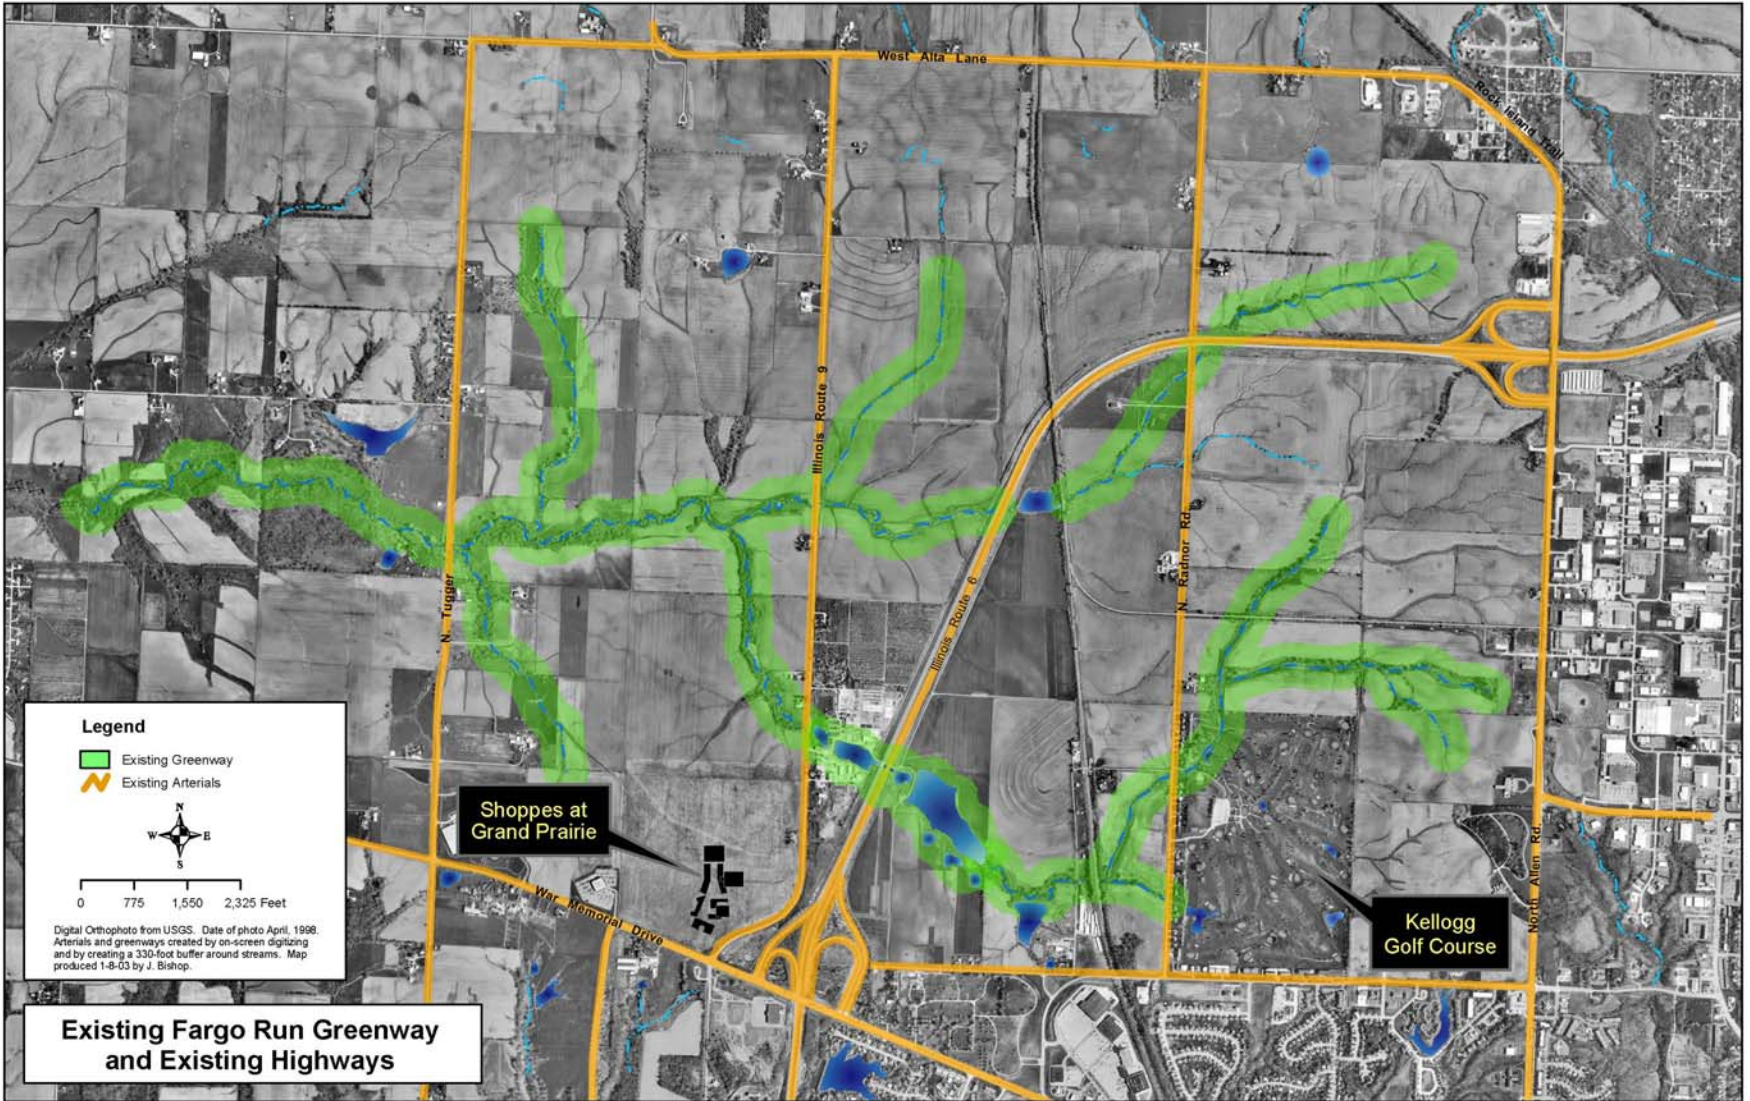 West Alta Lane
Rock Island Trail
Illinois Route 9
Illinois Route 6
N. Radnor Rd.
N. Tugger
Legend
Existing Greenway
Existing Arterials
N
W E
S
0 775 1,550 2,325 Feet
Digital Orthophoto from USGS. Date of photo April, 1998.
Arterials and greenways created by on-screen digitizing
and by creating a 330-foot buffer around streams. Map
produced 1-8-03 by J. Bishop.
Shoppes at
Grand Prairie
War Memorial Drive
North Allen Rd.
Kellogg
Golf Course
Existing Fargo Run Greenway
and Existing Highways